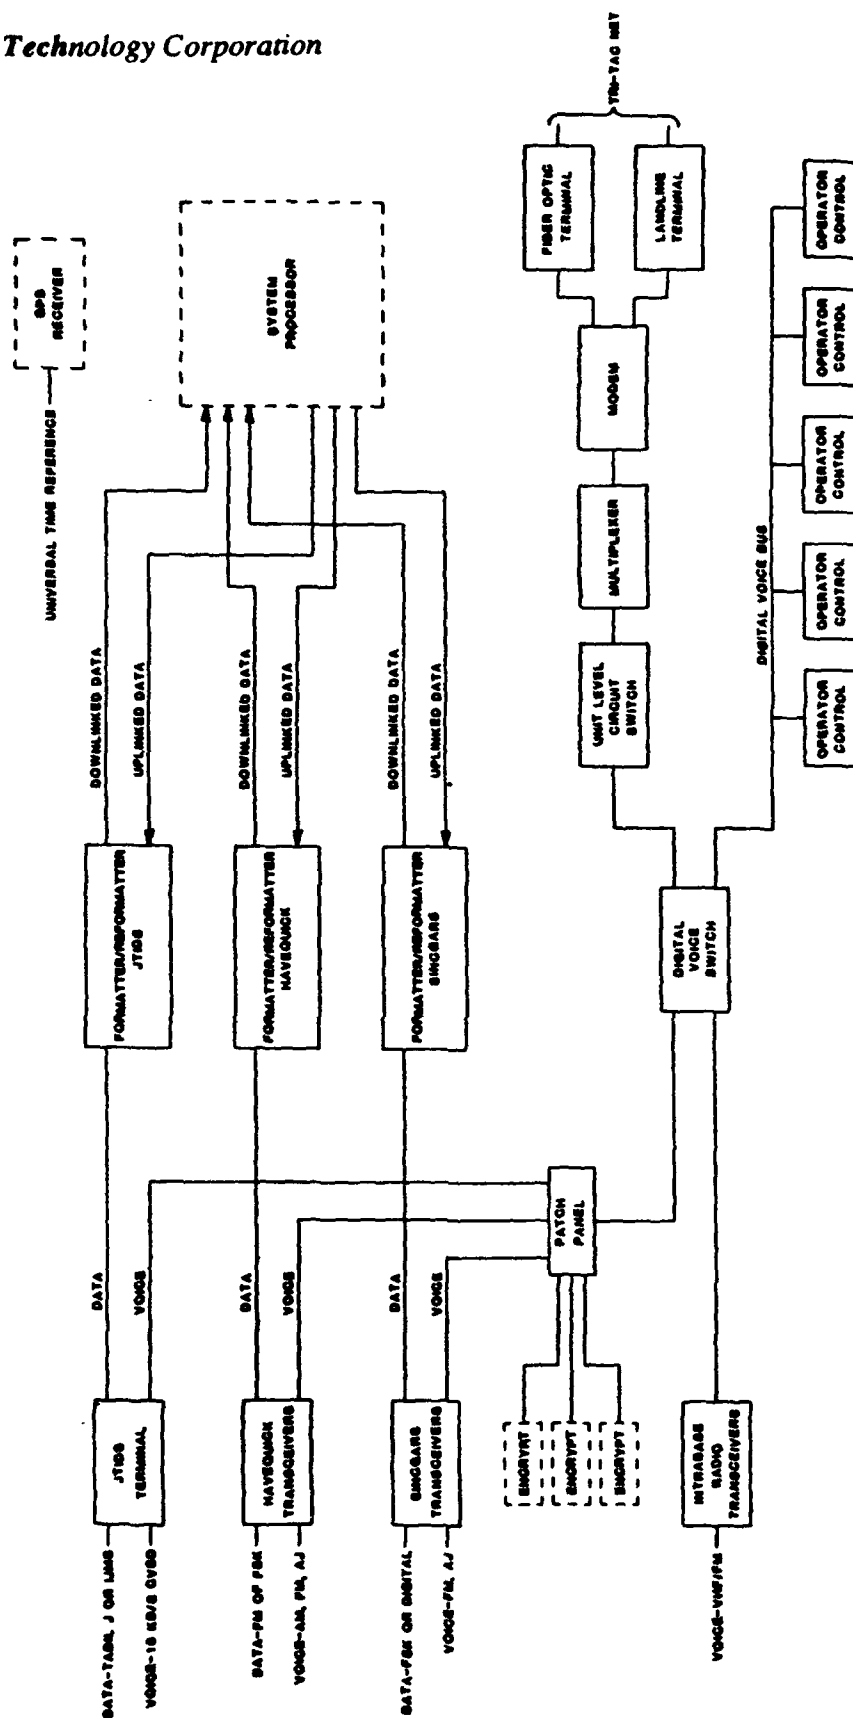 Technology Corporation
GPS
RECEIVER
UNIVERSAL TIME REFERENCE
SYSTEM
PROCESSOR
DOWNLINKED DATA
UPLINKED DATA
DOWNLINKED DATA
UPLINKED DATA
DOWNLINKED DATA
UPLINKED DATA
FORMATTER/REFORMATTER
JTIDS
FORMATTER/REFORMATTER
HAVEQUICK
FORMATTER/REFORMATTER
SINCGARS
DATA
VOICE
DATA
VOICE
DATA
VOICE
JTIDS
TERMINAL
HAVEQUICK
TRANSCEIVERS
SINCGARS
TRANSCEIVERS
DATA-TABL, J OR IJMS
VOICE-16 KB/S CVSD
DATA-FM OF FSK
VOICE-AM, FM, AJ
DATA-FSK OR DIGITAL
VOICE-FM, AJ
PATCH
PANEL
ENCRYPT
ENCRYPT
ENCRYPT
INTRABASE
RADIO
TRANSCEIVERS
VOICE-VHF/FM
DIGITAL
VOICE
SWITCH
UNIT LEVEL
CIRCUIT
SWITCH
MULTIPLEXER
MODEM
FIBER OPTIC
TERMINAL
LANDLINE
TERMINAL
TRI-TAC NET
DIGITAL VOICE BUS
OPERATOR
CONTROL
OPERATOR
CONTROL
OPERATOR
CONTROL
OPERATOR
CONTROL
OPERATOR
CONTROL